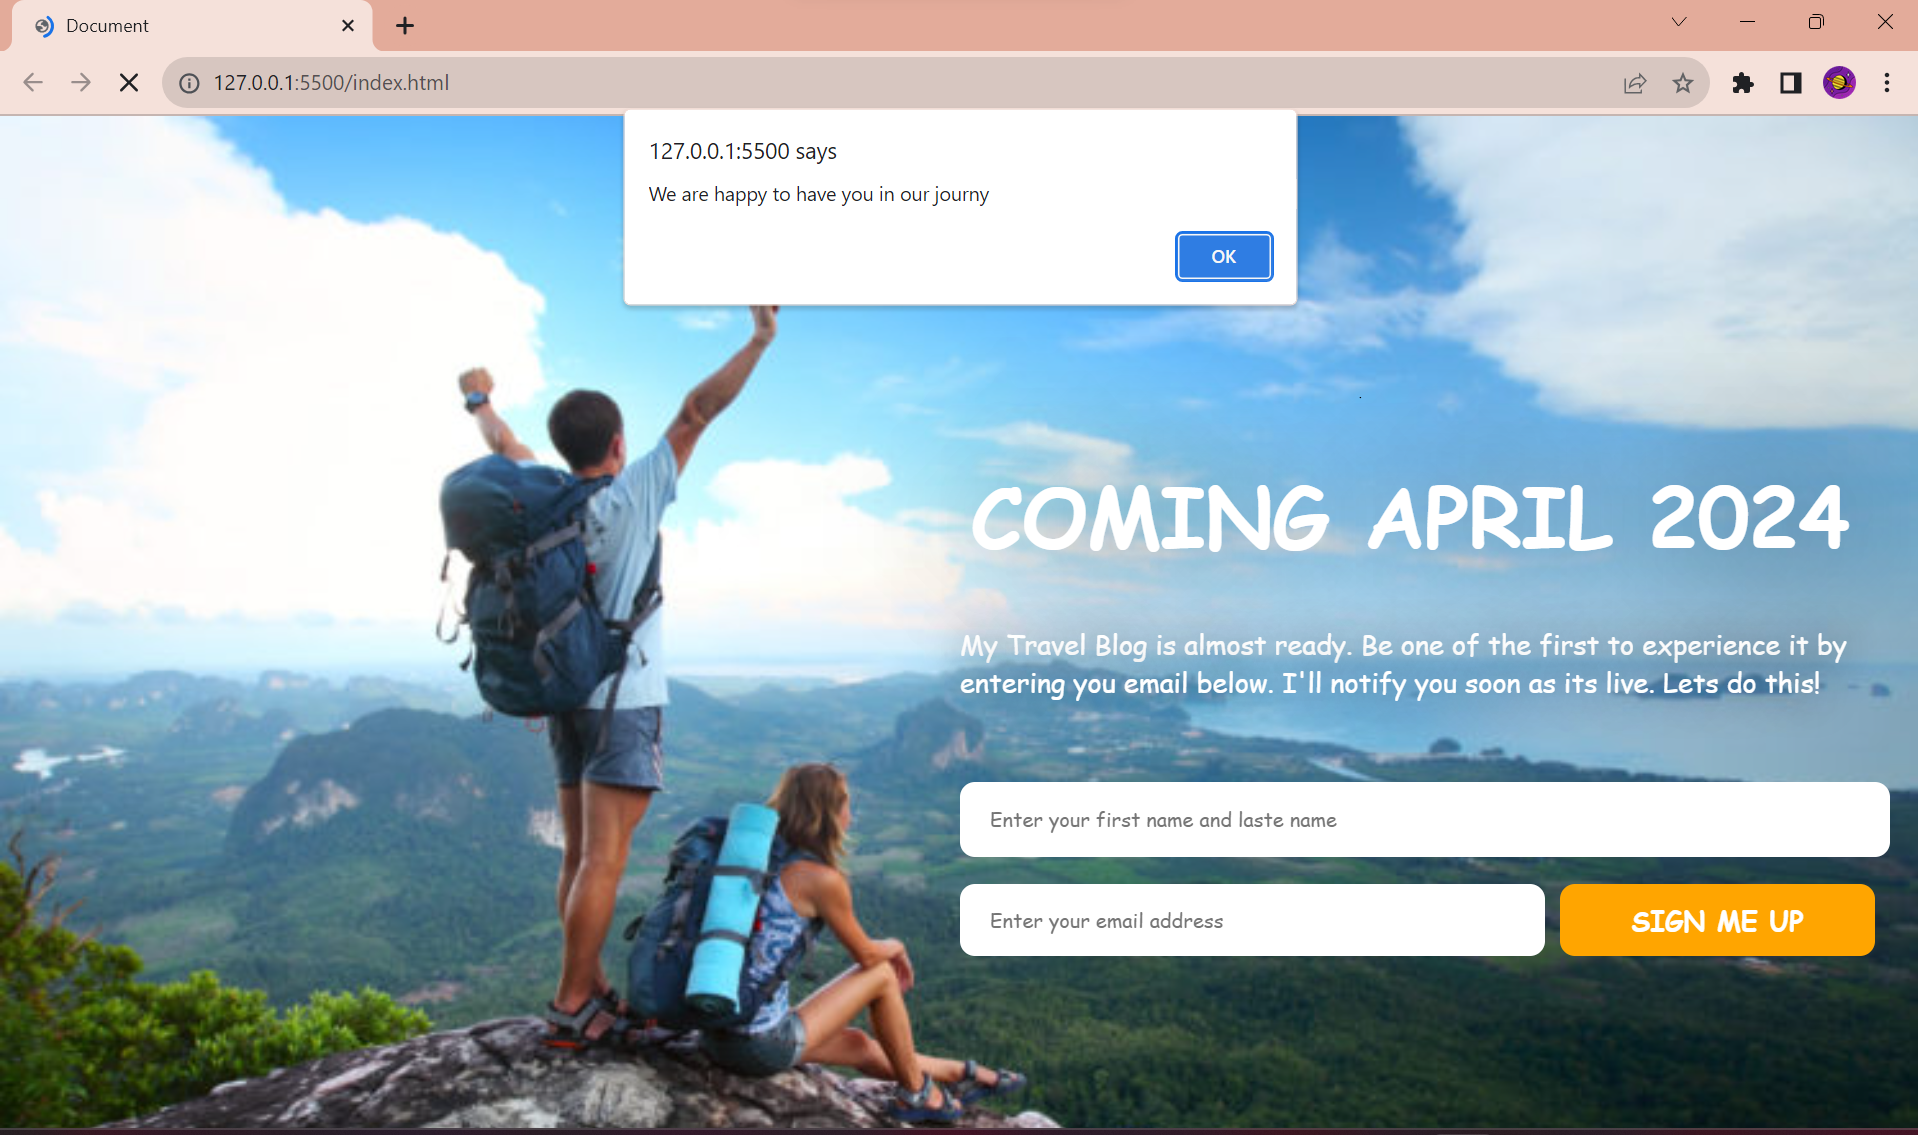 Document
127.0.0.1:5500/index.html
127.0.0.1:5500 says
We are happy to have you in our journy
OK
COMING APRIL 2024
My Travel Blog is almost ready. Be one of the first to experience it by
entering you email below. I'll notify you soon as its live. Lets do this!
Enter your first name and laste name
Enter your email address
SIGN ME UP